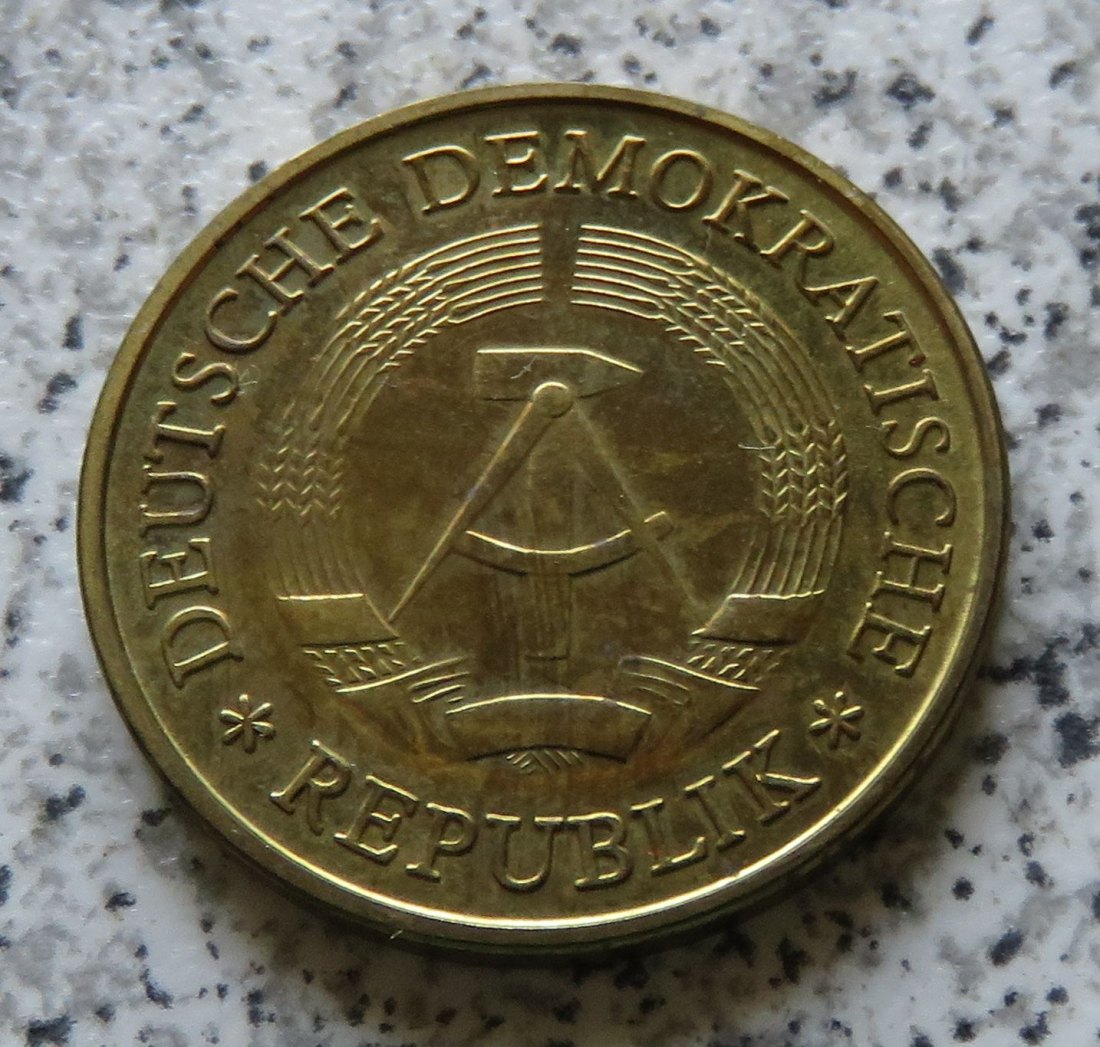 DEUTSCHE DEMOKRATISCHE
* REPUBLIK *